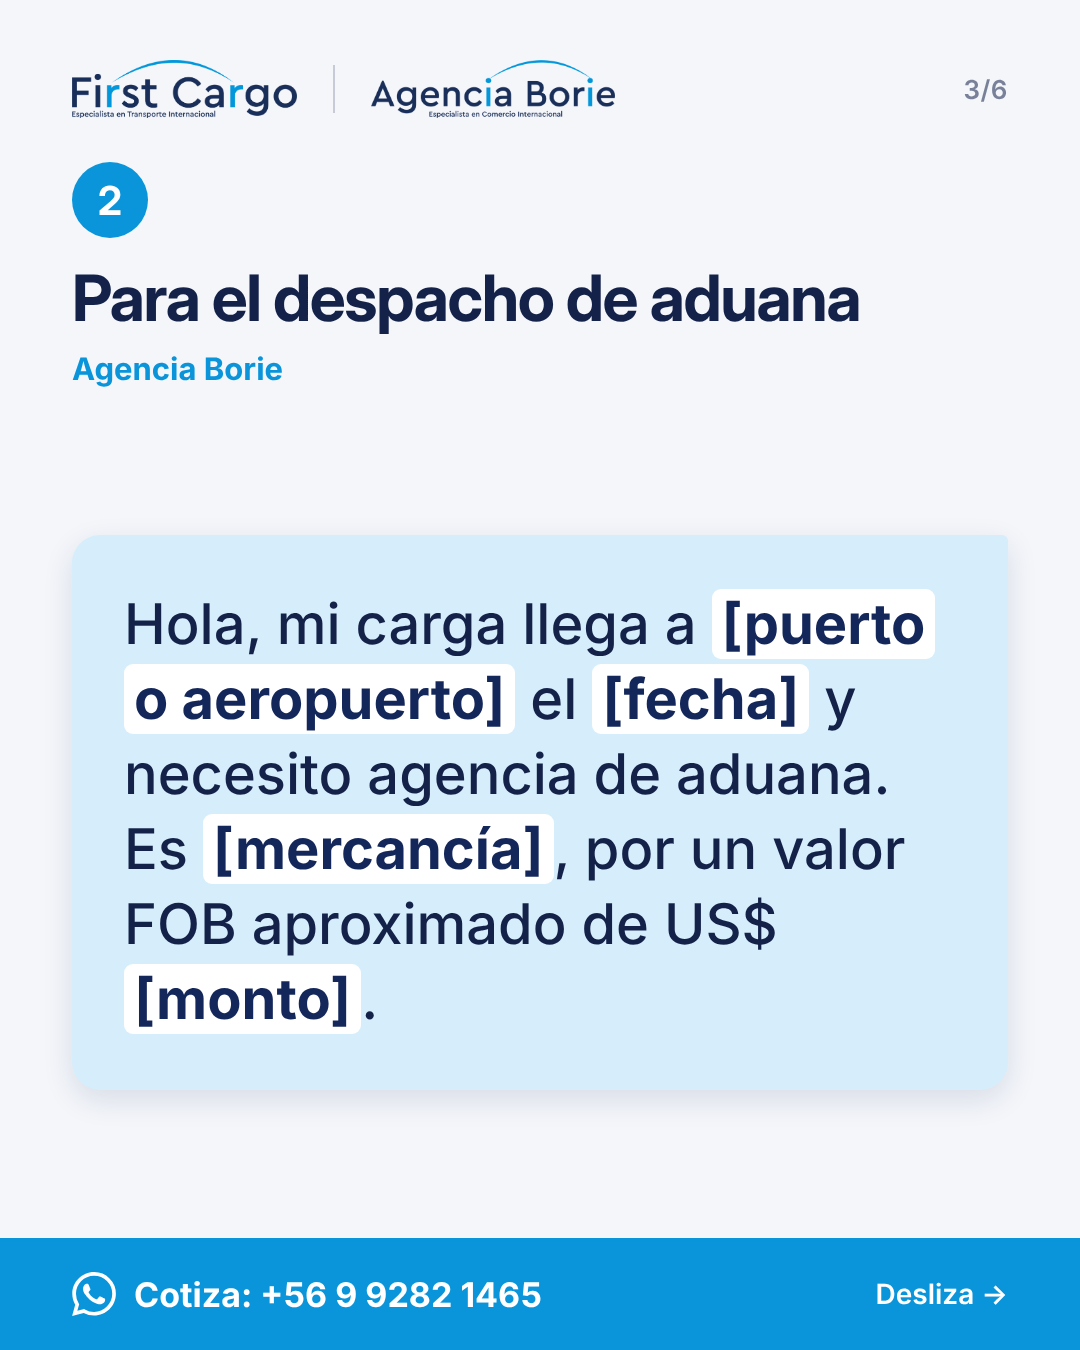 First Cargo
Especialista en Transporte Internacional
Agencia Borie
Especialista en Comercio Internacional
3/6
2
Para el despacho de aduana
Agencia Borie
Hola, mi carga llega a [puerto
o aeropuerto] el [fecha] y
necesito agencia de aduana.
Es [mercancía], por un valor
FOB aproximado de US$
[monto].
Cotiza: +56 9 9282 1465
Desliza →